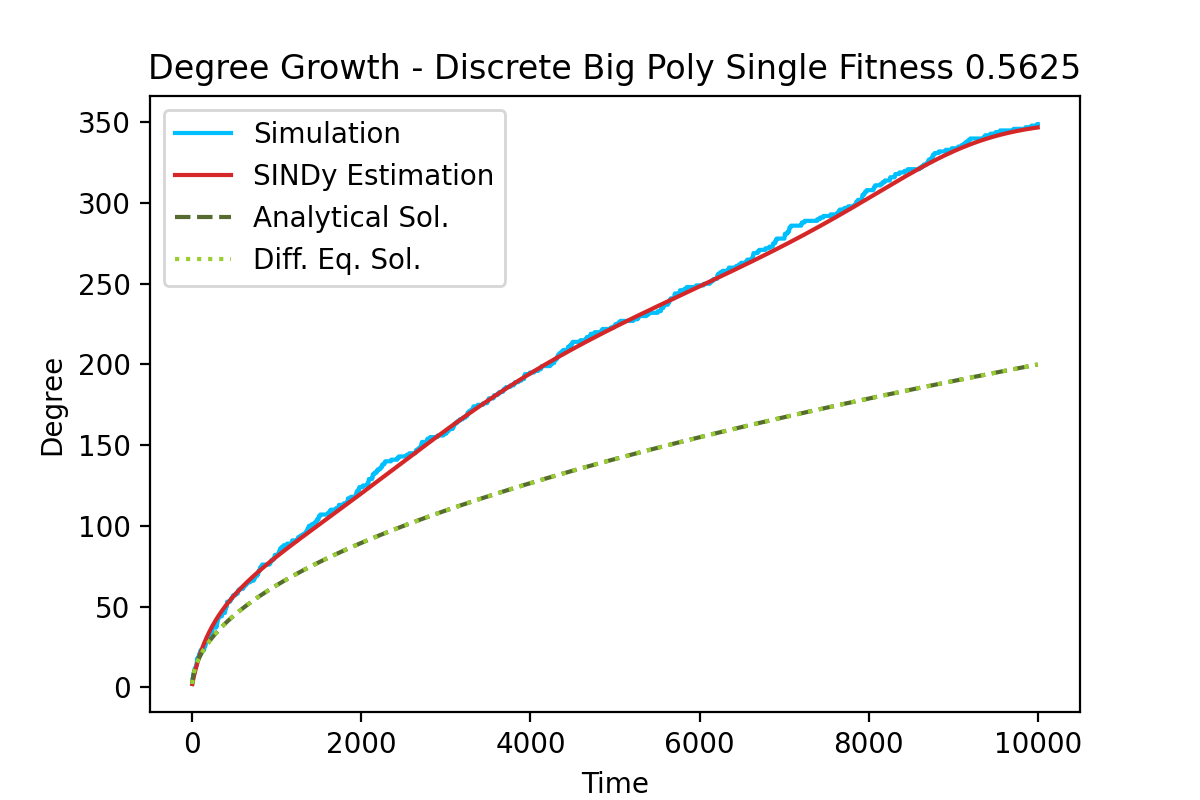 Degree Growth - Discrete Big Poly Single Fitness 0.5625
Simulation
SINDy Estimation
Analytical Sol.
Diff. Eq. Sol.
350
300
250
200
150
100
50
0
Degree
0 2000 4000 6000 8000 10000
Time